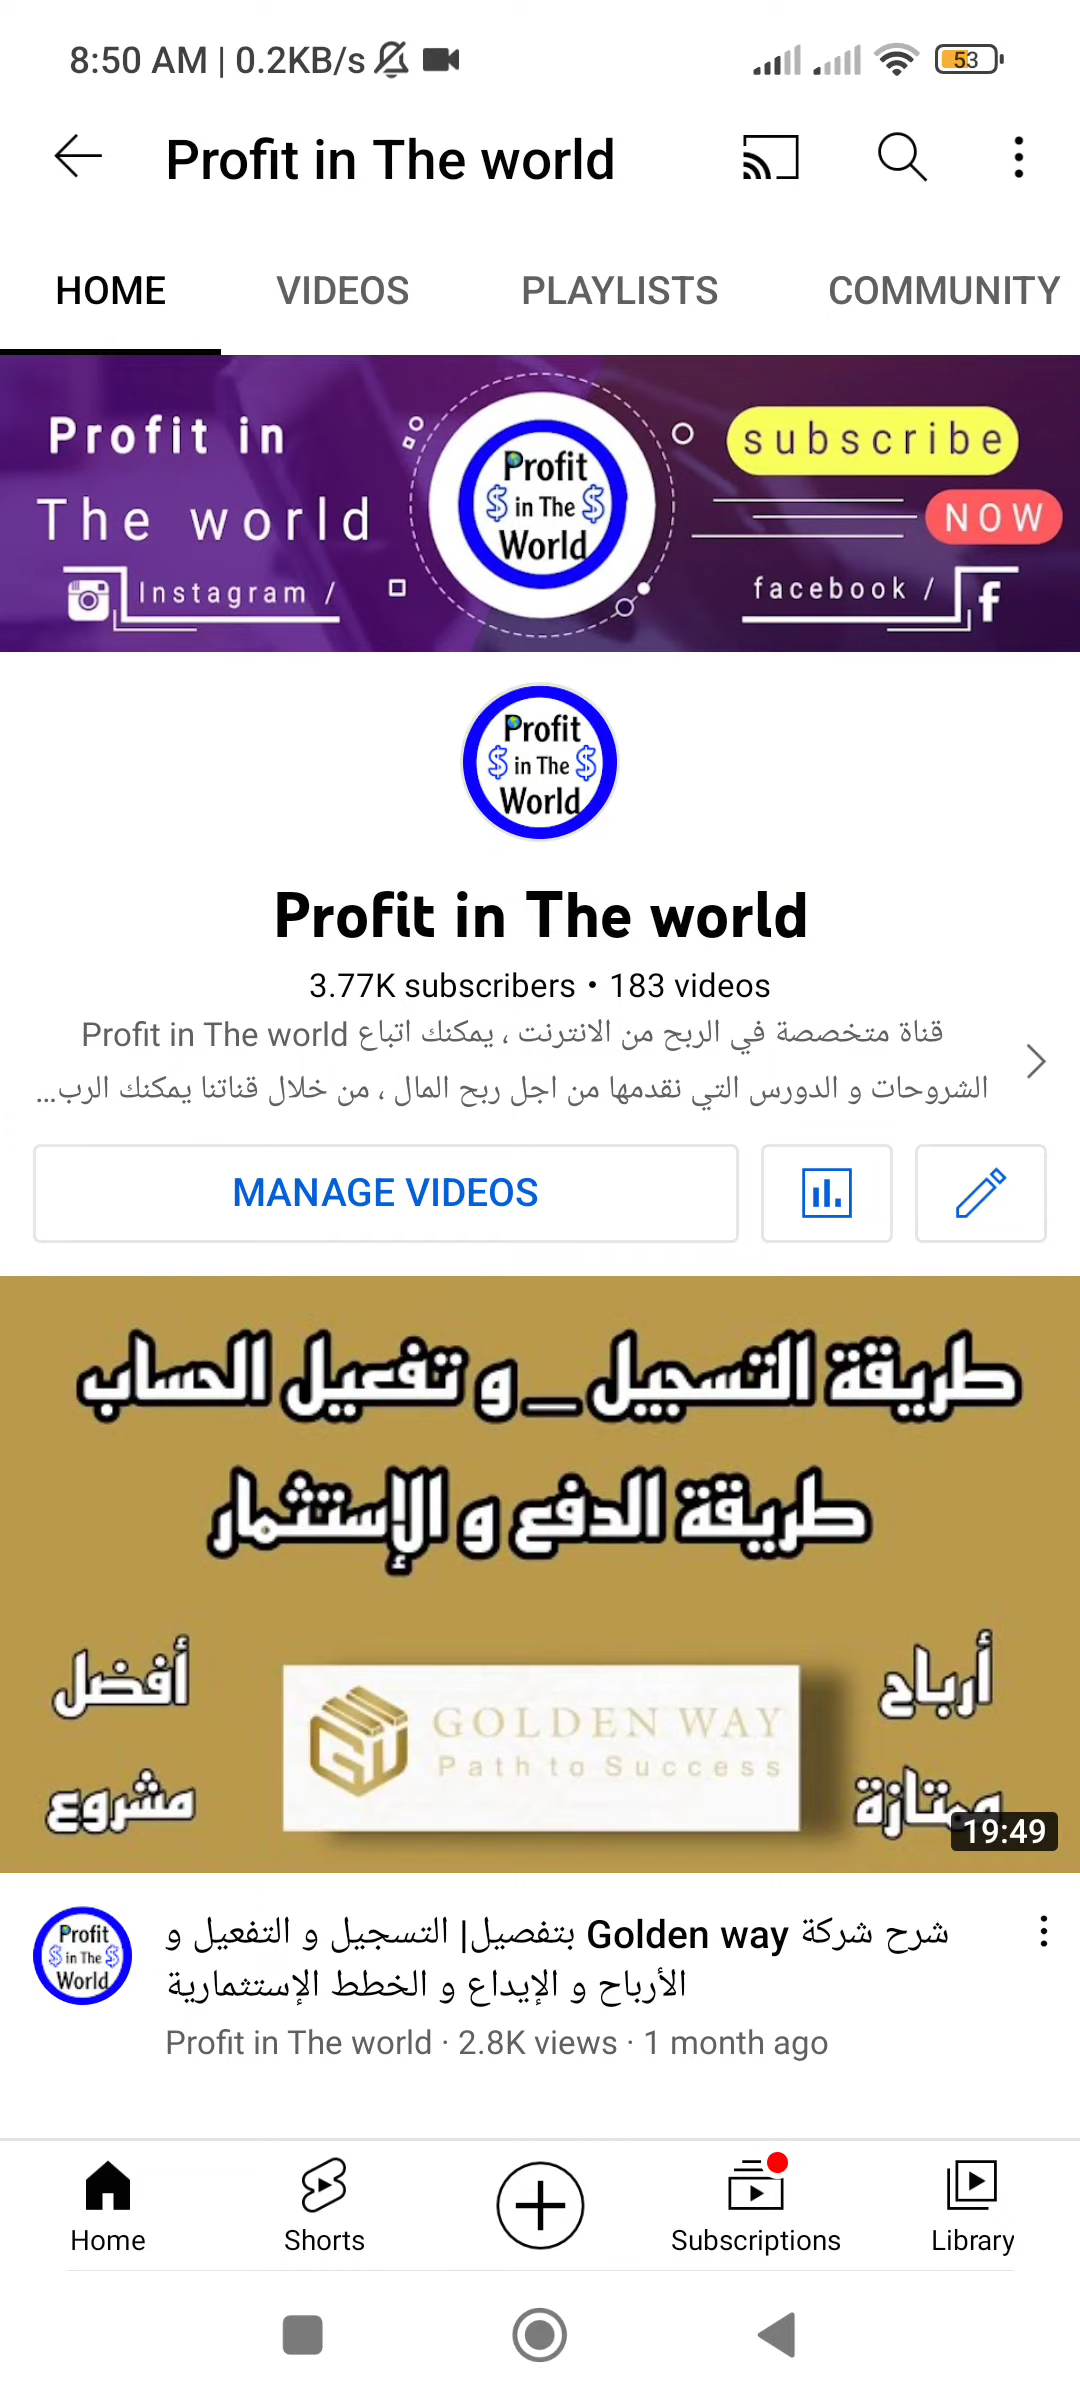 8:50 AM | 0.2KB/s
53
Profit in The world
HOME
VIDEOS
PLAYLISTS
COMMUNITY
Profit in
The world
Instagram /
Profit
$ in The $
World
subscribe
NOW
facebook /
Profit
$ in The $
World
Profit in The world
3.77K subscribers • 183 videos
Profit in The world قناة متخصصة في الربح من الانترنت ، يمكنك اتباع
الشروحات و الدورس التي نقدمها من اجل ربح المال ، من خلال قناتنا يمكنك الرب...
MANAGE VIDEOS
طريقة التسجيل _ و تفعيل الحساب
طريقة الدفع و الإستثمار
أرباح
ممتازة
أفضل
مشروع
GOLDEN WAY
Path to Success
19:49
Profit
$ in The $
World
شرح شركة Golden way بتفصيل| التسجيل و التفعيل و
الأرباح و الإيداع و الخطط الإستثمارية
Profit in The world · 2.8K views · 1 month ago
Home
Shorts
Subscriptions
Library